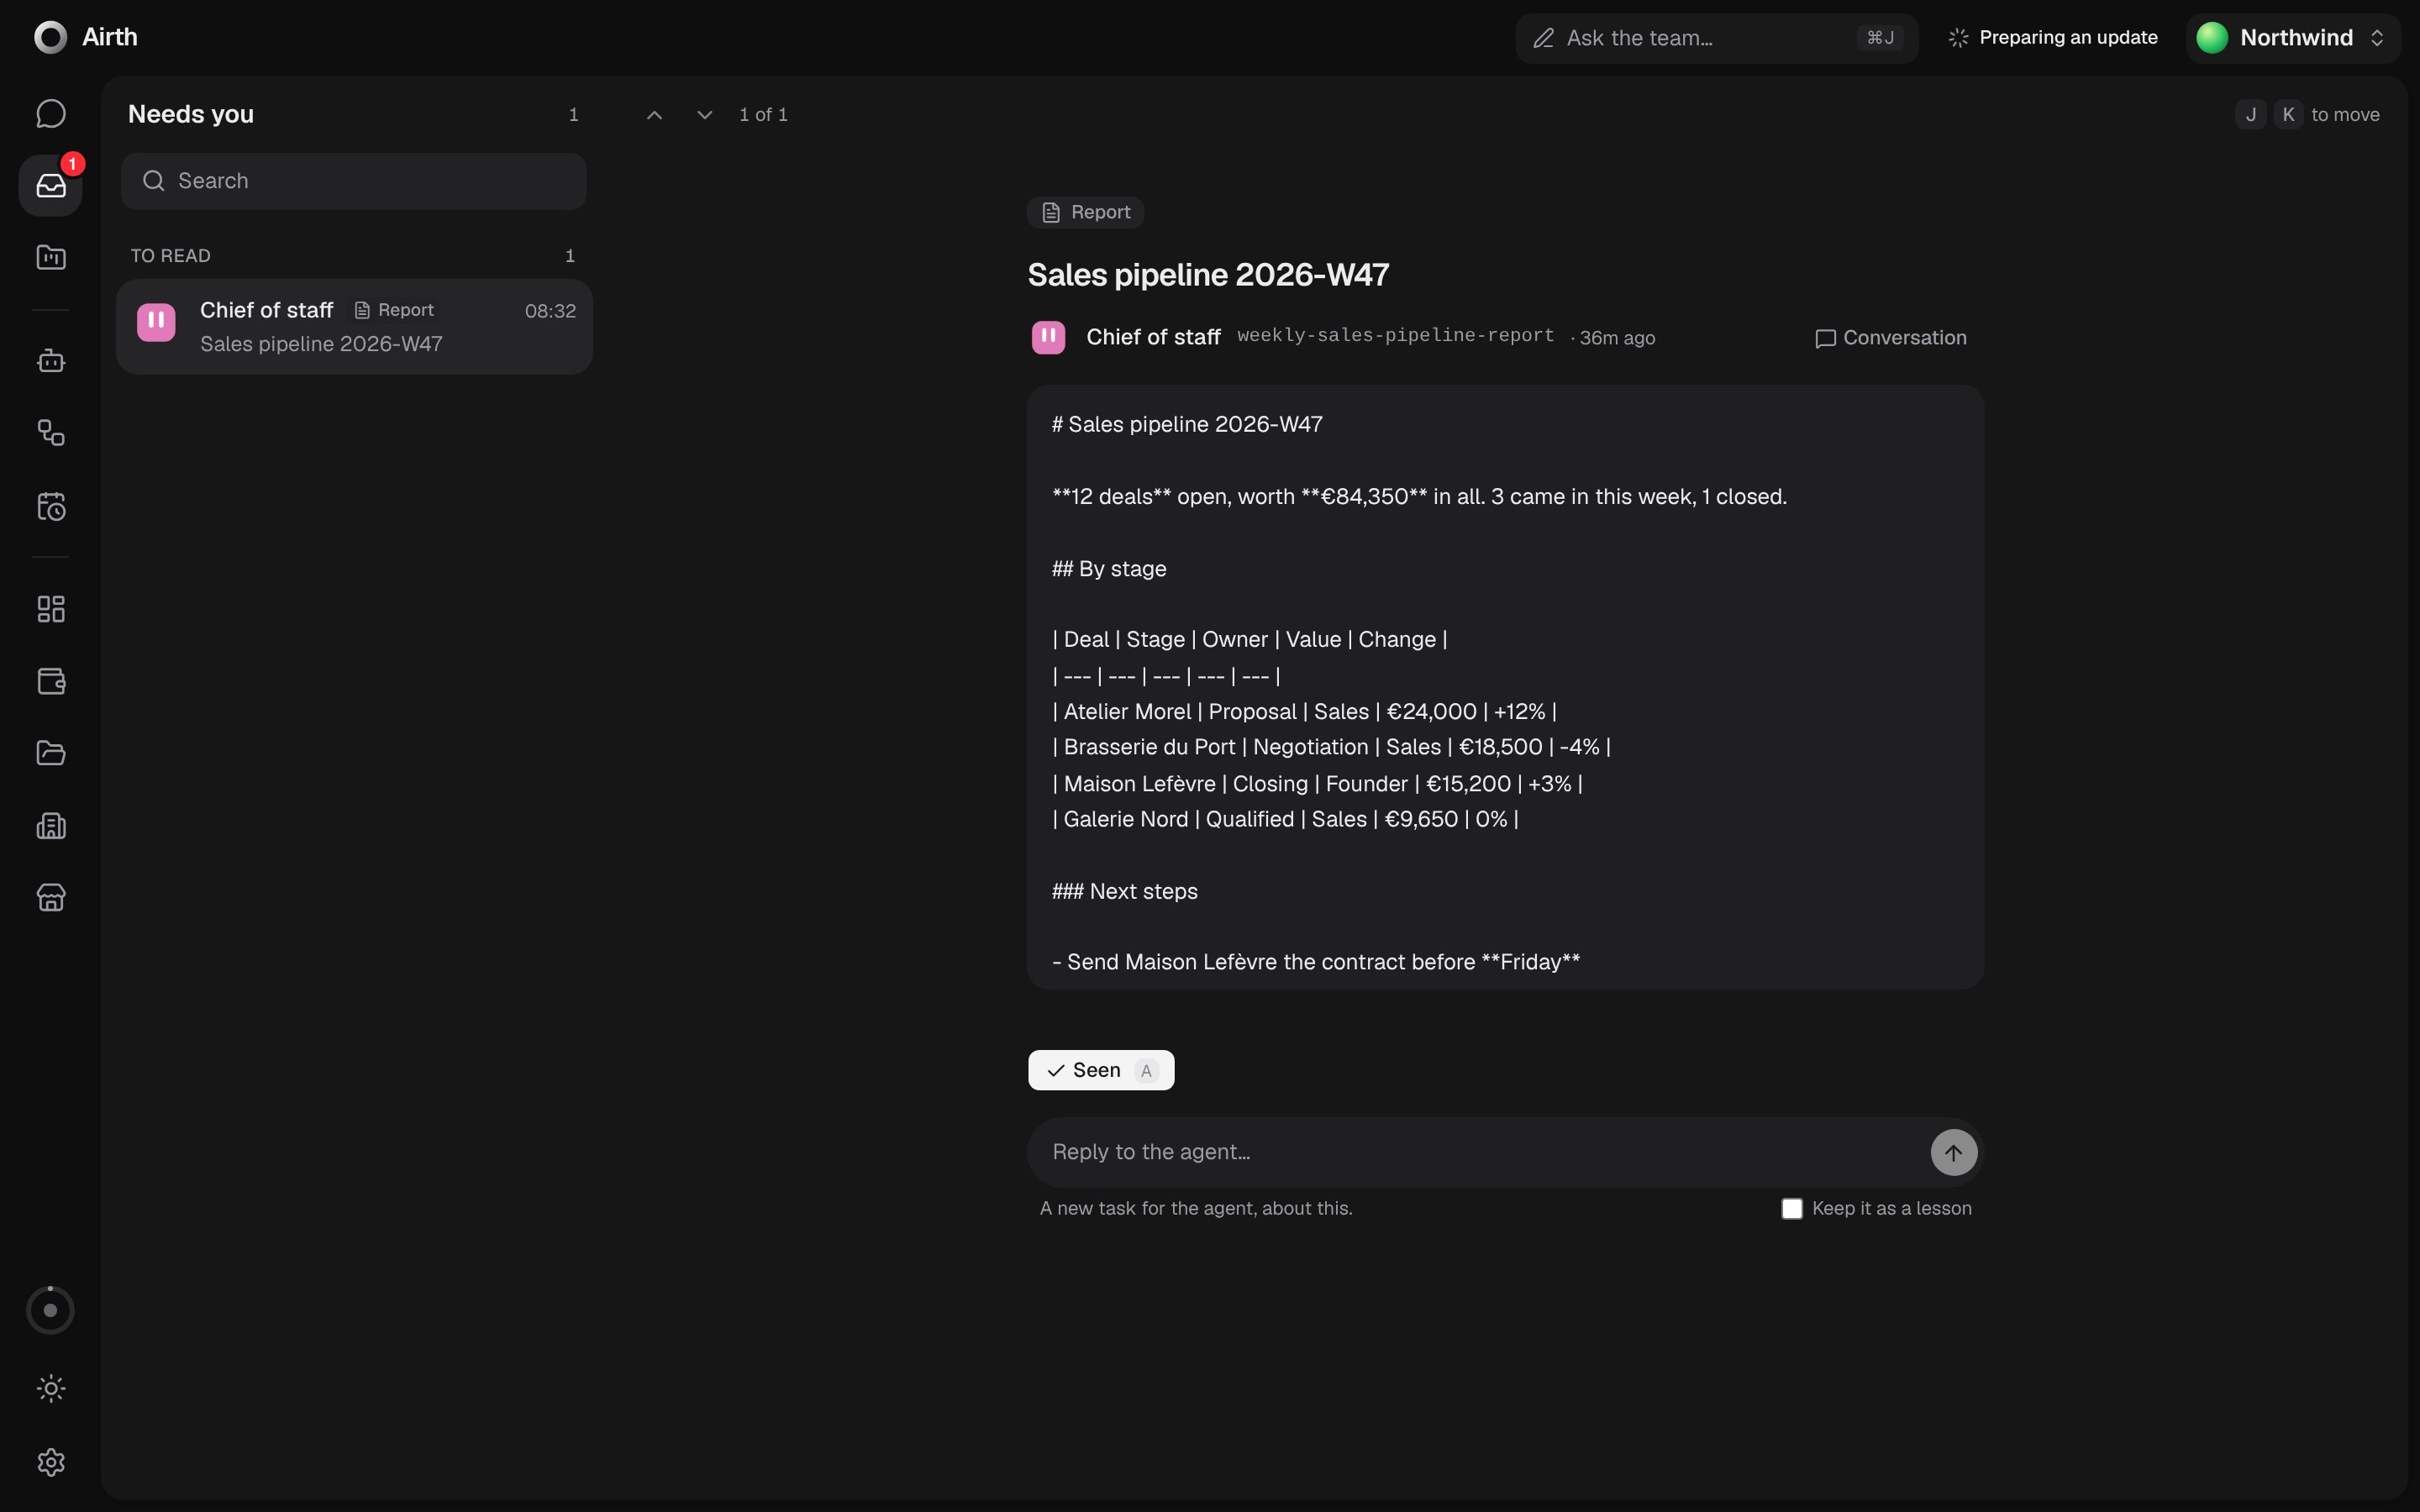 Airth
Ask the team... ⌘J
Preparing an update
Northwind
Needs you 1
1 of 1
J K to move
1
Search
TO READ 1
Chief of staff Report 08:32
Sales pipeline 2026-W47
Report
Sales pipeline 2026-W47
Chief of staff weekly-sales-pipeline-report · 36m ago Conversation
# Sales pipeline 2026-W47
**12 deals** open, worth **€84,350** in all. 3 came in this week, 1 closed.
## By stage
| Deal | Stage | Owner | Value | Change |
| --- | --- | --- | --- | --- |
| Atelier Morel | Proposal | Sales | €24,000 | +12% |
| Brasserie du Port | Negotiation | Sales | €18,500 | -4% |
| Maison Lefèvre | Closing | Founder | €15,200 | +3% |
| Galerie Nord | Qualified | Sales | €9,650 | 0% |
### Next steps
- Send Maison Lefèvre the contract before **Friday**
Seen A
Reply to the agent...
A new task for the agent, about this. Keep it as a lesson